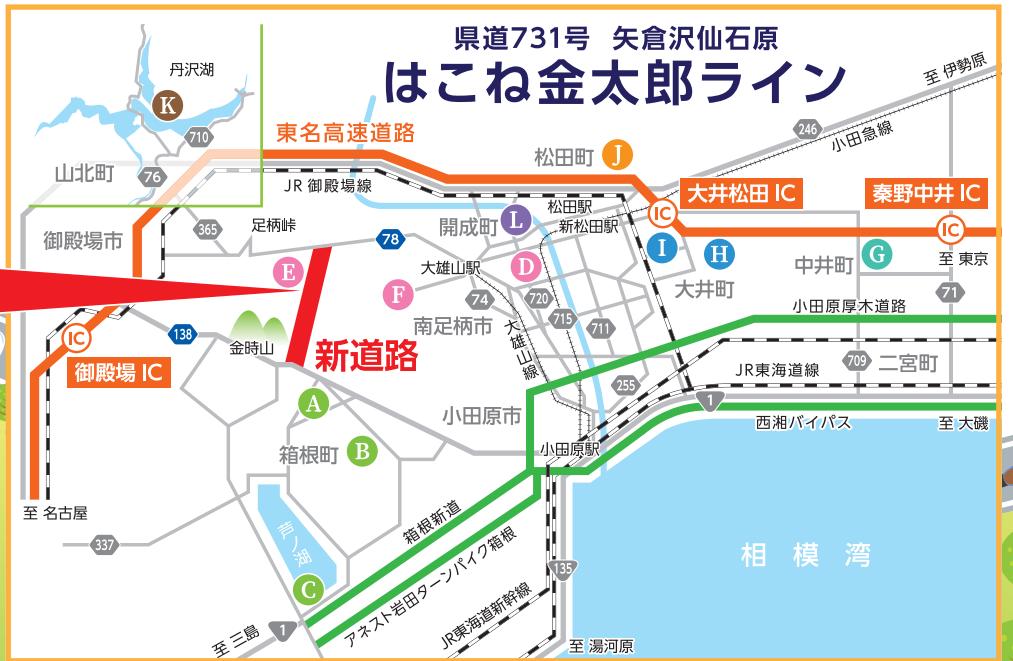 県道731号 矢倉沢仙石原
はこね金太郎ライン
至 伊勢原
丹沢湖
K
710
山北町
76
東名高速道路
松田町
J
246
小田急線
JR 御殿場線
大井松田 IC
秦野中井 IC
IC
IC
至 東京
御殿場市
365
足柄峠
78
開成町
L
松田駅
新松田駅
I
H
大井町
中井町
G
71
E
F
大雄山駅
D
74
720
715
711
南足柄市
大雄山線
小田原厚木道路
138
金時山
新道路
IC
御殿場 IC
709
二宮町
JR東海道線
255
1
A
B
箱根町
小田原市
小田原駅
西湘バイパス
至 大磯
至 名古屋
337
芦ノ湖
C
箱根新道
アネスト岩田ターンパイク箱根
相模湾
135
JR東海道新幹線
至 三島
1
至 湯河原